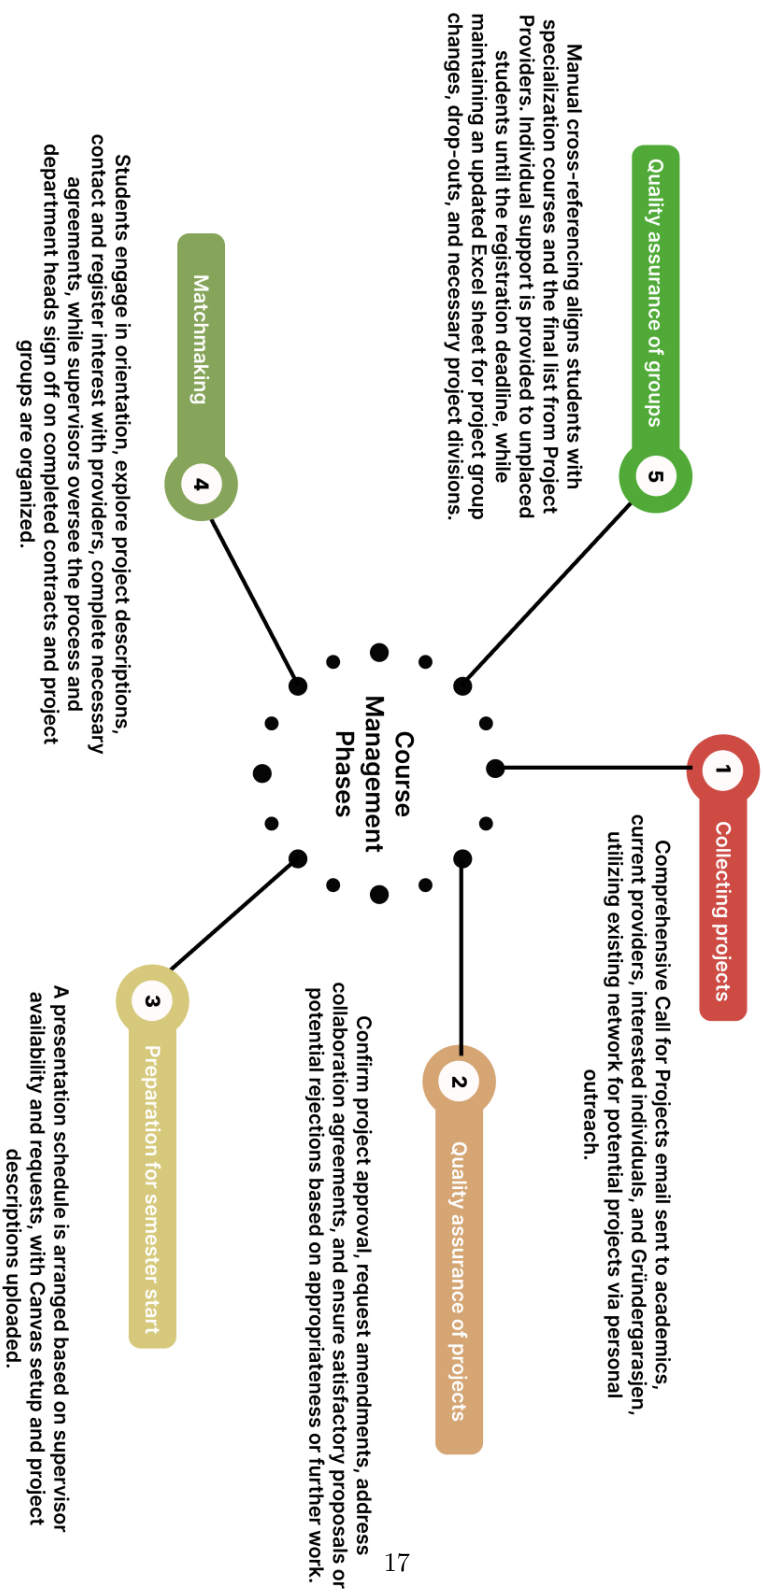 Course
Management
Phases
1
Collecting projects
Comprehensive Call for Projects email sent to academics,
current providers, interested individuals, and Gründergarasjen,
utilizing existing network for potential projects via personal
outreach.
2
Quality assurance of projects
Confirm project approval, request amendments, address
collaboration agreements, and ensure satisfactory proposals or
potential rejections based on appropriateness or further work.
3
Preparation for semester start
A presentation schedule is arranged based on supervisor
availability and requests, with Canvas setup and project
descriptions uploaded.
4
Matchmaking
Students engage in orientation, explore project descriptions,
contact and register interest with providers, complete necessary
agreements, while supervisors oversee the process and
department heads sign off on completed contracts and project
groups are organized.
5
Quality assurance of groups
Manual cross-referencing aligns students with
specialization courses and the final list from Project
Providers. Individual support is provided to unplaced
students until the registration deadline, while
maintaining an updated Excel sheet for project group
changes, drop-outs, and necessary project divisions.
17